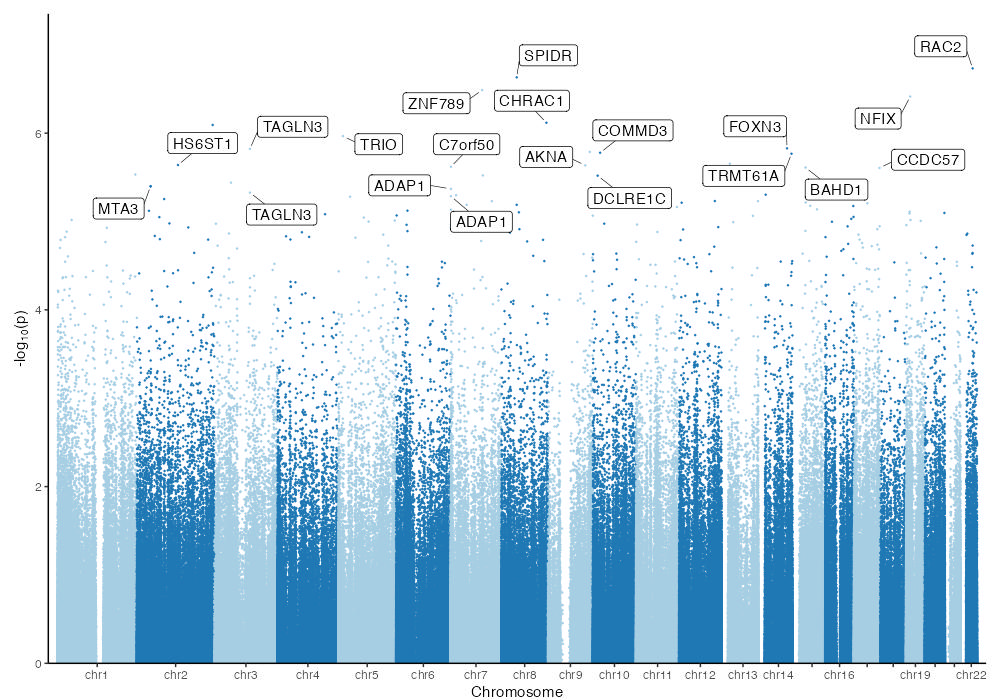 RAC2
SPIDR
ZNF789
CHRAC1
NFIX
TAGLN3
COMMD3
FOXN3
HS6ST1
TRIO
C7orf50
AKNA
CCDC57
TRMT61A
ADAP1
BAHD1
DCLRE1C
MTA3
TAGLN3
ADAP1
6
4
2
0
-log10(p)
chr1 chr2 chr3 chr4 chr5 chr6 chr7 chr8 chr9 chr10 chr11 chr12 chr13 chr14 chr16 chr19 chr22
Chromosome